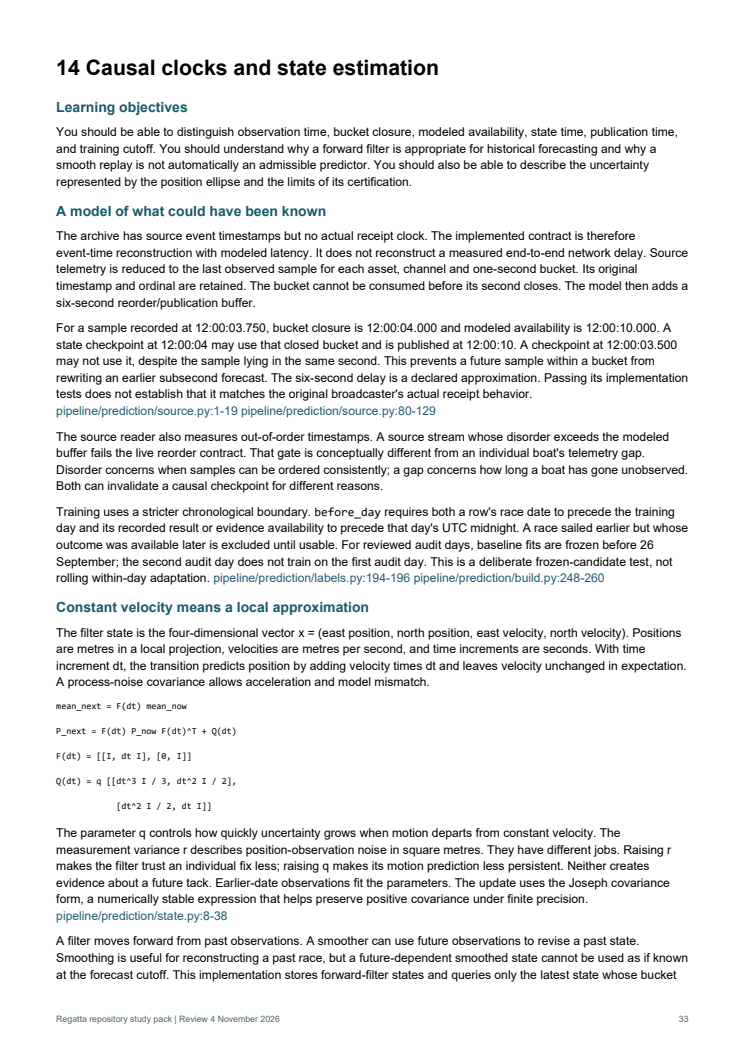 14 Causal clocks and state estimation
Learning objectives
You should be able to distinguish observation time, bucket closure, modeled availability, state time, publication time,
and training cutoff. You should understand why a forward filter is appropriate for historical forecasting and why a
smooth replay is not automatically an admissible predictor. You should also be able to describe the uncertainty
represented by the position ellipse and the limits of its certification.
A model of what could have been known
The archive has source event timestamps but no actual receipt clock. The implemented contract is therefore
event-time reconstruction with modeled latency. It does not reconstruct a measured end-to-end network delay. Source
telemetry is reduced to the last observed sample for each asset, channel and one-second bucket. Its original
timestamp and ordinal are retained. The bucket cannot be consumed before its second closes. The model then adds a
six-second reorder/publication buffer.
For a sample recorded at 12:00:03.750, bucket closure is 12:00:04.000 and modeled availability is 12:00:10.000. A
state checkpoint at 12:00:04 may use that closed bucket and is published at 12:00:10. A checkpoint at 12:00:03.500
may not use it, despite the sample lying in the same second. This prevents a future sample within a bucket from
rewriting an earlier subsecond forecast. The six-second delay is a declared approximation. Passing its implementation
tests does not establish that it matches the original broadcaster's actual receipt behavior.
pipeline/prediction/source.py:1-19 pipeline/prediction/source.py:80-129
The source reader also measures out-of-order timestamps. A source stream whose disorder exceeds the modeled
buffer fails the live reorder contract. That gate is conceptually different from an individual boat's telemetry gap.
Disorder concerns when samples can be ordered consistently; a gap concerns how long a boat has gone unobserved.
Both can invalidate a causal checkpoint for different reasons.
Training uses a stricter chronological boundary. before_day requires both a row's race date to precede the training
day and its recorded result or evidence availability to precede that day's UTC midnight. A race sailed earlier but whose
outcome was available later is excluded until usable. For reviewed audit days, baseline fits are frozen before 26
September; the second audit day does not train on the first audit day. This is a deliberate frozen-candidate test, not
rolling within-day adaptation. pipeline/prediction/labels.py:194-196 pipeline/prediction/build.py:248-260
Constant velocity means a local approximation
The filter state is the four-dimensional vector x = (east position, north position, east velocity, north velocity). Positions
are metres in a local projection, velocities are metres per second, and time increments are seconds. With time
increment dt, the transition predicts position by adding velocity times dt and leaves velocity unchanged in expectation.
A process-noise covariance allows acceleration and model mismatch.
mean_next = F(dt) mean_now
P_next = F(dt) P_now F(dt)^T + Q(dt)
F(dt) = [[I, dt I], [0, I]]
Q(dt) = q [[dt^3 I / 3, dt^2 I / 2],
[dt^2 I / 2, dt I]]
The parameter q controls how quickly uncertainty grows when motion departs from constant velocity. The
measurement variance r describes position-observation noise in square metres. They have different jobs. Raising r
makes the filter trust an individual fix less; raising q makes its motion prediction less persistent. Neither creates
evidence about a future tack. Earlier-date observations fit the parameters. The update uses the Joseph covariance
form, a numerically stable expression that helps preserve positive covariance under finite precision.
pipeline/prediction/state.py:8-38
A filter moves forward from past observations. A smoother can use future observations to revise a past state.
Smoothing is useful for reconstructing a past race, but a future-dependent smoothed state cannot be used as if known
at the forecast cutoff. This implementation stores forward-filter states and queries only the latest state whose bucket
Regatta repository study pack | Review 4 November 2026
33